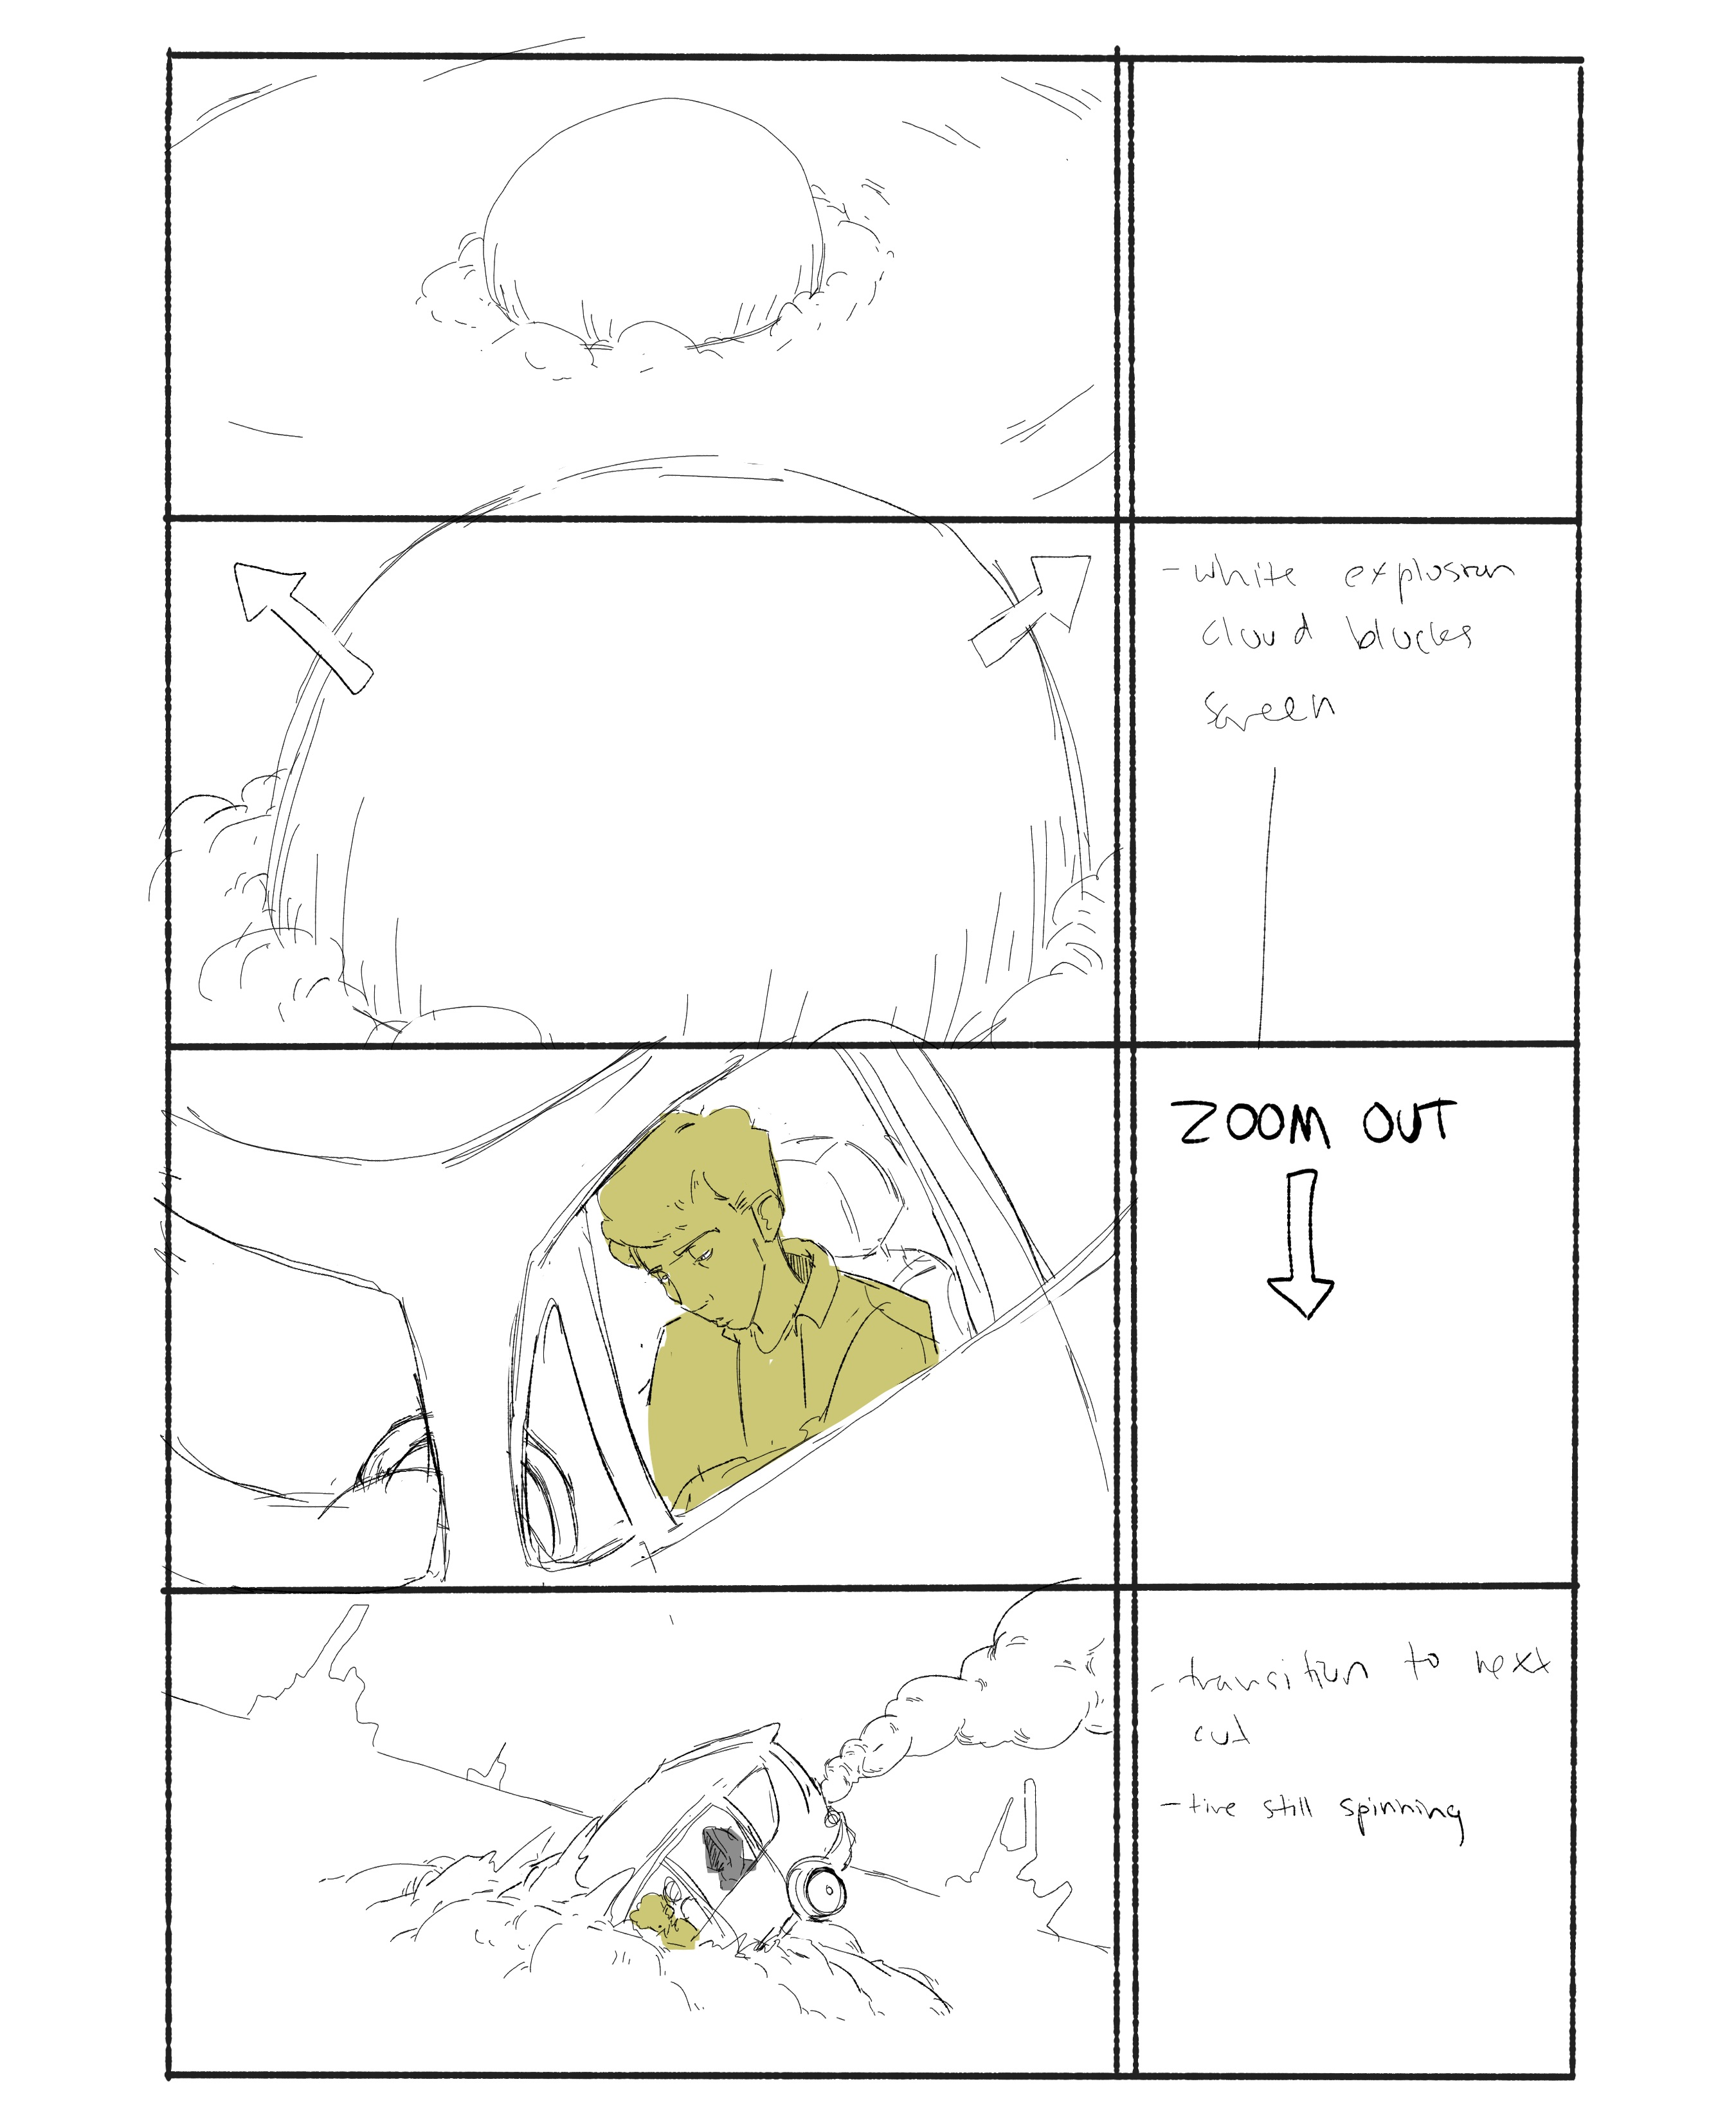 - white explosion
cloud blocks
screen
ZOOM OUT
- transition to next
cut
- tire still spinning